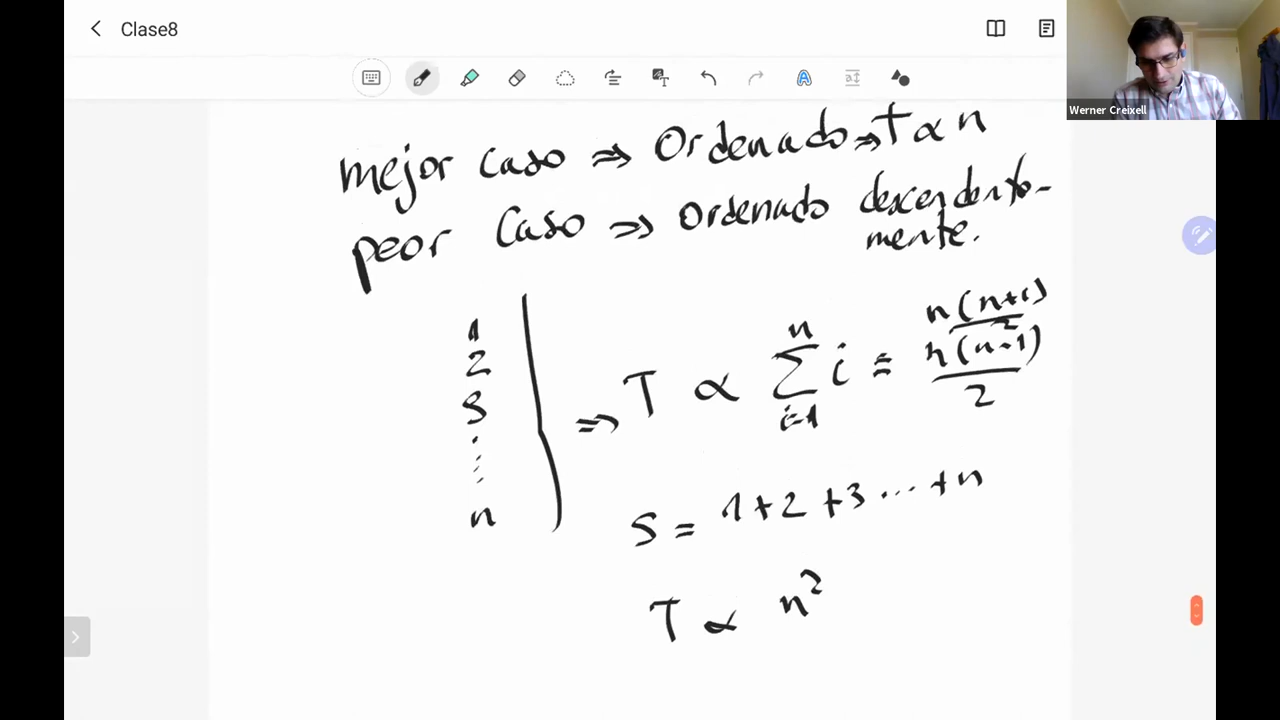 Clase8
Werner Creixell
mejor caso ⇒ Ordenado ⇒ T ∝ n
peor Caso ⇒ ordenado descendente-
mente.
1
2
3
⋮
n
⇒ T ∝ ∑_{i=1}^{n} i = n(n+1)/2
n(n-1)/2
S = 1+2+3...+n
T ∝ n²